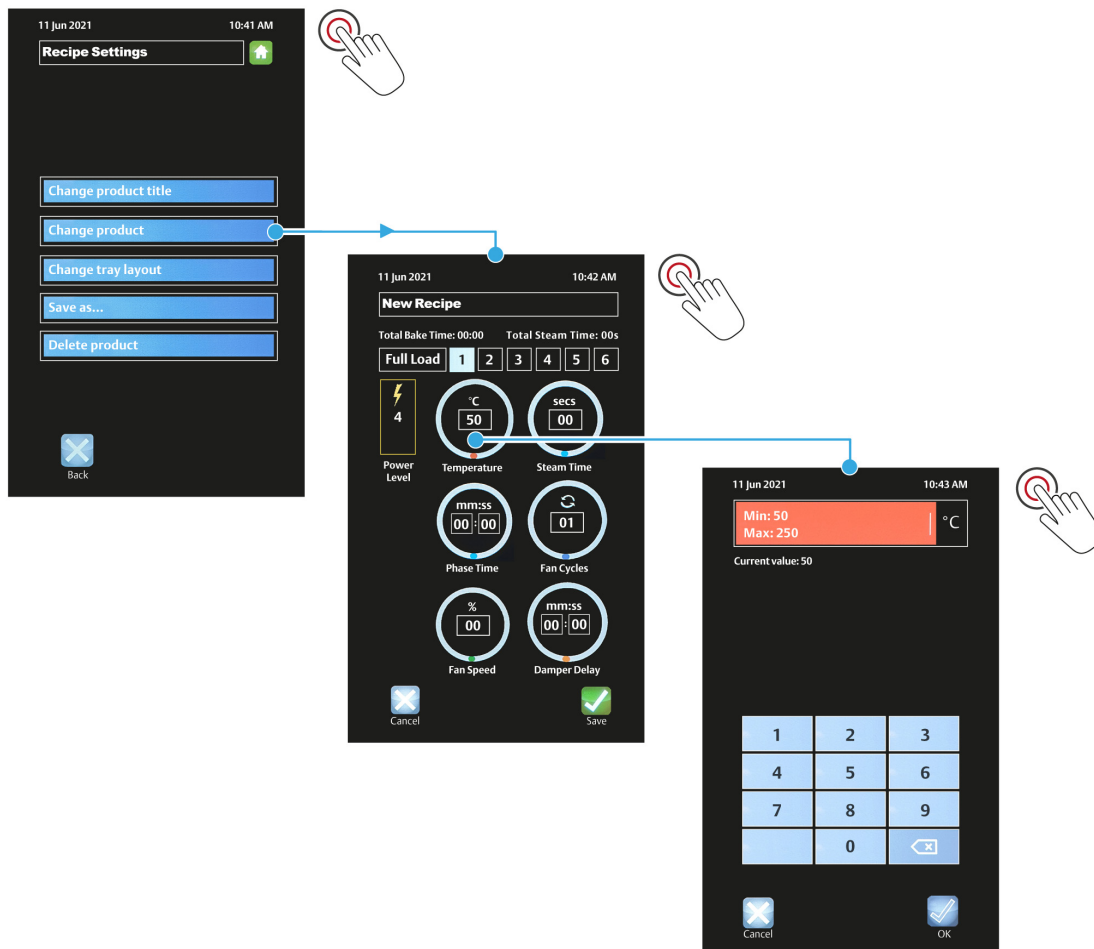 11 Jun 2021 10:41 AM
Recipe Settings
Change product title
Change product
Change tray layout
Save as...
Delete product
Back
11 Jun 2021 10:42 AM
New Recipe
Total Bake Time: 00:00 Total Steam Time: 00s
Full Load 1 2 3 4 5 6
4
Power
Level
°C
50
Temperature
secs
00
Steam Time
mm:ss
00:00
Phase Time
01
Fan Cycles
%
00
Fan Speed
mm:ss
00:00
Damper Delay
Cancel Save
11 Jun 2021 10:43 AM
Min: 50
Max: 250
°C
Current value: 50
1 2 3
4 5 6
7 8 9
0
Cancel OK